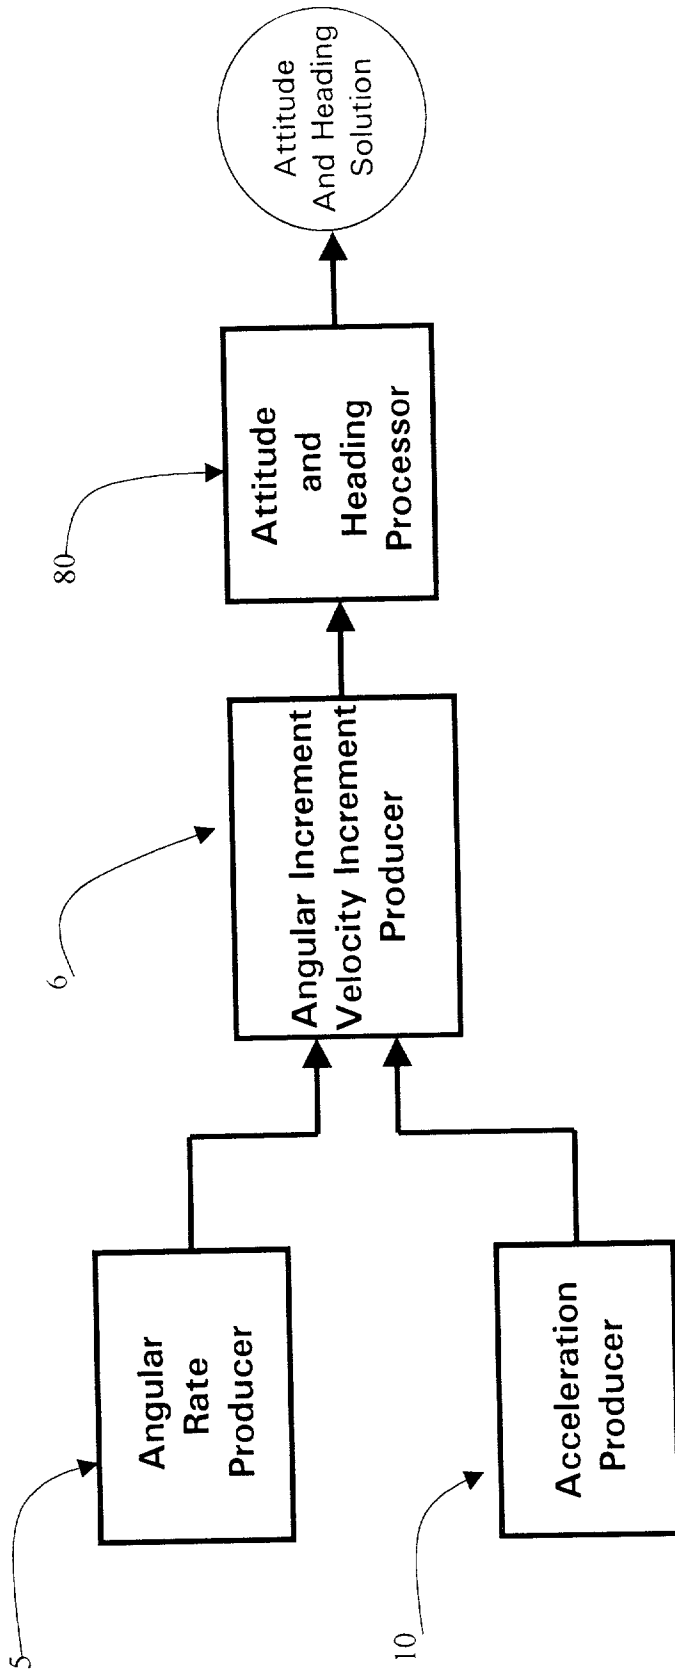 5
Angular
Rate
Producer
10
Acceleration
Producer
6
Angular Increment
Velocity Increment
Producer
80
Attitude
and
Heading
Processor
Attitude
And Heading
Solution